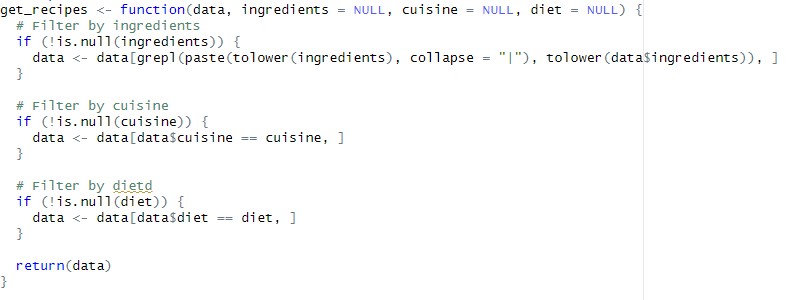 get_recipes <- function(data, ingredients = NULL, cuisine = NULL, diet = NULL) {
  # Filter by ingredients
  if (!is.null(ingredients)) {
    data <- data[grepl(paste(tolower(ingredients), collapse = "|"), tolower(data$ingredients)), ]
  }

  # Filter by cuisine
  if (!is.null(cuisine)) {
    data <- data[data$cuisine == cuisine, ]
  }

  # Filter by dietd
  if (!is.null(diet)) {
    data <- data[data$diet == diet, ]
  }

  return(data)
}